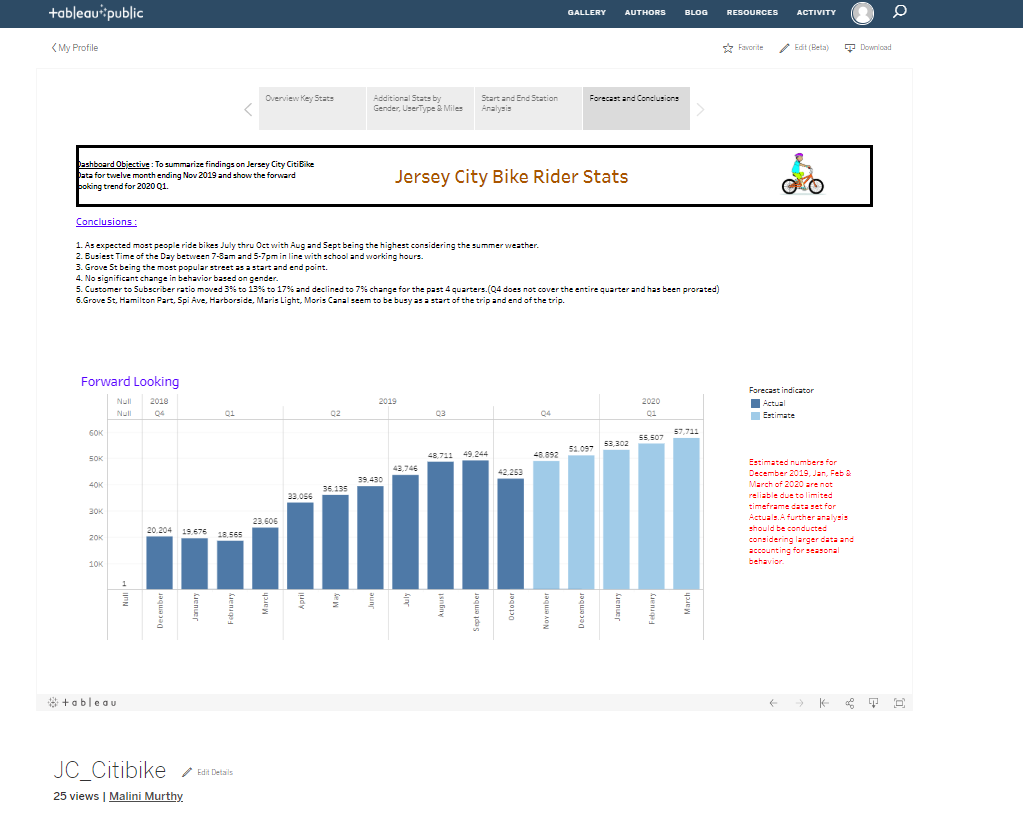 +ableau public
GALLERY AUTHORS BLOG RESOURCES ACTIVITY
My Profile
Favorite Edit (Beta) Download
Overview Key Stats
Additional Stats by
Gender, UserType & Miles
Start and End Station
Analysis
Forecast and Conclusions
Dashboard Objective : To summarize findings on Jersey City CitiBike
Data for twelve month ending Nov 2019 and show the forward
ooking trend for 2020 Q1.
Jersey City Bike Rider Stats
Conclusions :
1. As expected most people ride bikes July thru Oct with Aug and Sept being the highest considering the summer weather.
2. Busiest Time of the Day between 7-8am and 5-7pm in line with school and working hours.
3. Grove St being the most popular street as a start and end point.
4. No significant change in behavior based on gender.
5. Customer to Subscriber ratio moved 3% to 13% to 17% and declined to 7% change for the past 4 quarters.(Q4 does not cover the entire quarter and has been prorated)
6.Grove St, Hamilton Part, Spi Ave, Harborside, Maris Light, Moris Canal seem to be busy as a start of the trip and end of the trip.
Forward Looking
Null 2018 2019 2020
Null Q4 Q1 Q2 Q3 Q4 Q1
60K
50K
40K
30K
20K
10K
1 20,204 19,676 18,565 23,606 33,056 36,135 39,430 43,746 48,711 49,244 42,253 48,892 51,097 53,302 55,507 57,711
Null December January February March April May June July August September October November December January February March
Forecast indicator
Actual
Estimate
Estimated numbers for
December 2019, Jan, Feb &
March of 2020 are not
reliable due to limited
timeframe data set for
Actuals.A further analysis
should be conducted
considering larger data and
accounting for seasonal
behavior.
+ableau
JC_Citibike Edit Details
25 views | Malini Murthy